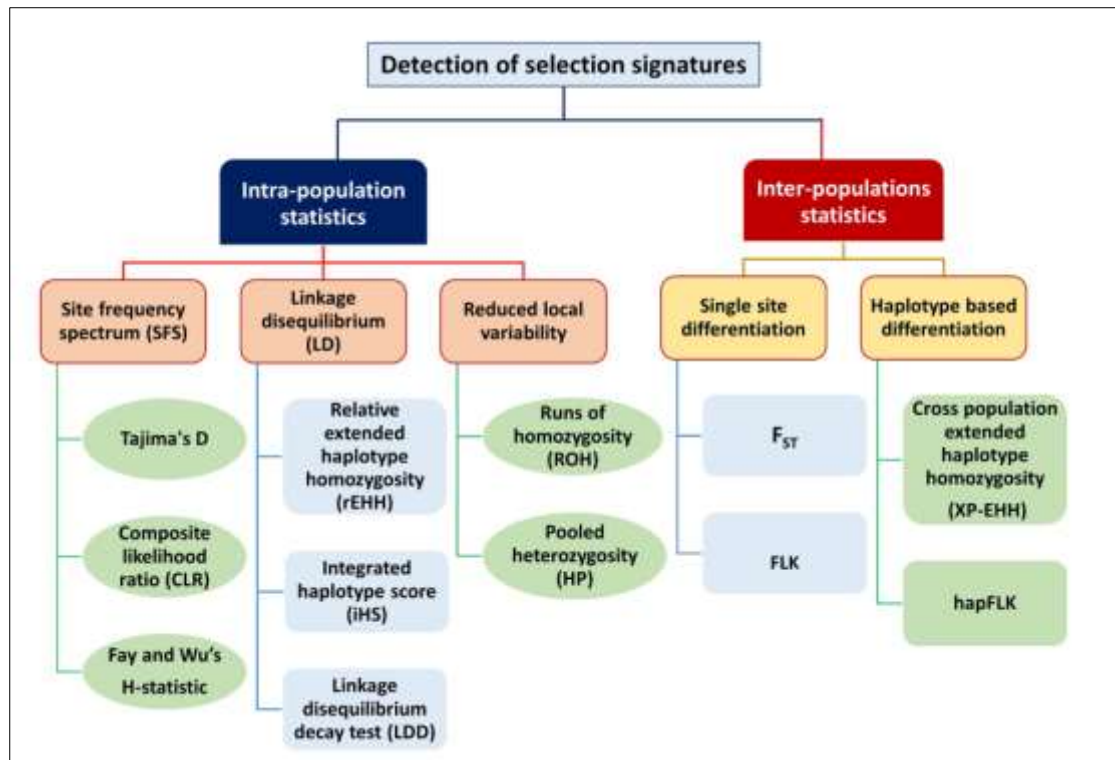 Detection of selection signatures
Intra-population
statistics
Inter-populations
statistics
Site frequency
spectrum (SFS)
Linkage
disequilibrium
(LD)
Reduced local
variability
Single site
differentiation
Haplotype based
differentiation
Tajima's D
Composite
likelihood
ratio (CLR)
Fay and Wu's
H-statistic
Relative
extended
haplotype
homozygosity
(rEHH)
Integrated
haplotype score
(iHS)
Linkage
disequilibrium
decay test (LDD)
Runs of
homozygosity
(ROH)
Pooled
heterozygosity
(HP)
FST
FLK
Cross population
extended
haplotype
homozygosity
(XP-EHH)
hapFLK